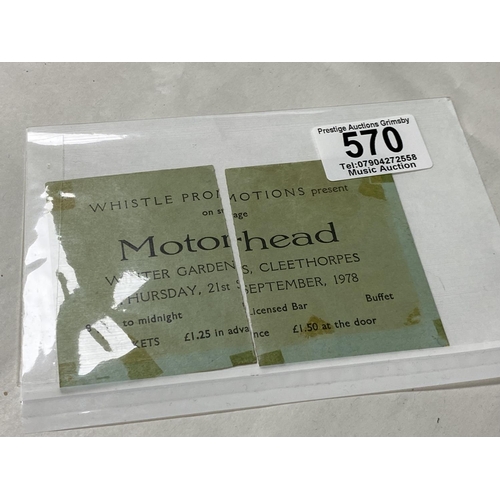 Prestige Auctions Grimsby
570
Tel:07904272558
Music Auction
WHISTLE PROMOTIONS present
on stage
Motorhead
WINTER GARDENS, CLEETHORPES
THURSDAY, 21st SEPTEMBER, 1978
to midnight Licensed Bar Buffet
KETS £1.25 in advance £1.50 at the door